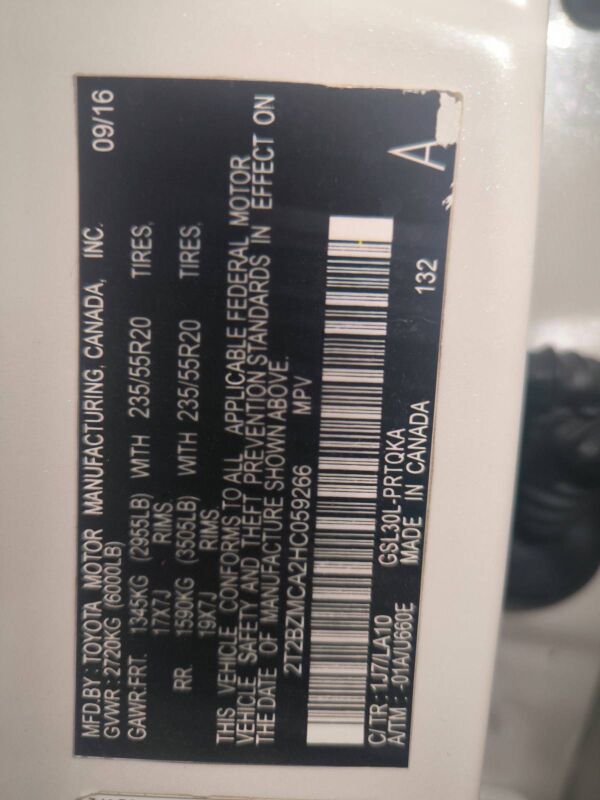 MFD.BY TOYOTA MOTOR MANUFACTURING CANADA, INC. 09/16
GVWR : 2720KG (6000LB)
GAWR:FRT. 1345KG (2955LB) WITH 235/55R20 TIRES,
17X7J RIMS.
RR. 1590KG (3505LB) WITH 235/55R20 TIRES,
19X7J RIMS.
THIS VEHICLE CONFORMS TO ALL APPLICABLE FEDERAL MOTOR
VEHICLE SAFETY AND THEFT PREVENTION STANDARDS IN EFFECT ON
THE DATE OF MANUFACTURE SHOWN ABOVE.
2T2BZMCA2HC059266 MPV
C/TR : 1J7/LA10 GSL30L-PRTQKA
A/TM : -01A/U660E MADE IN CANADA 132 A